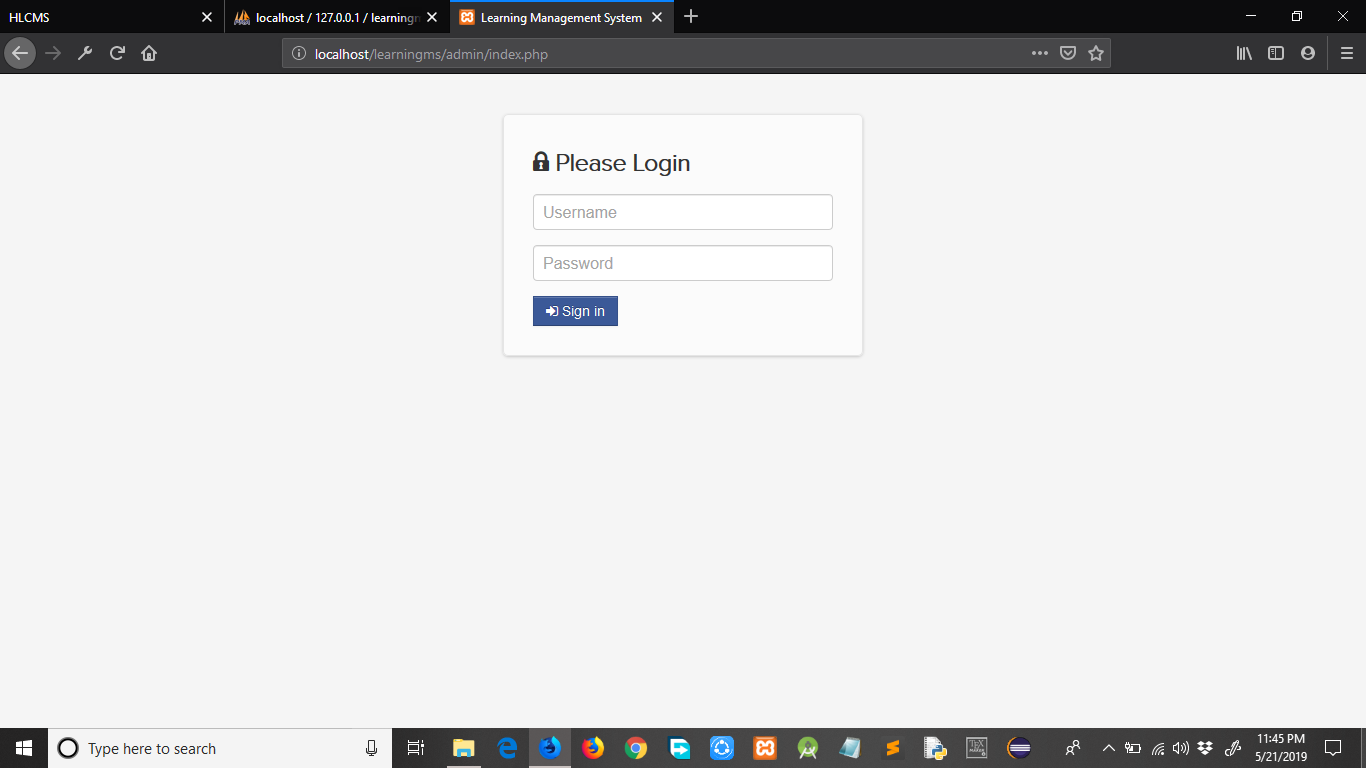 HLCMS
localhost / 127.0.0.1 / learningm
Learning Management System
localhost/learningms/admin/index.php
Please Login
Username
Password
Sign in
Type here to search
11:45 PM
5/21/2019